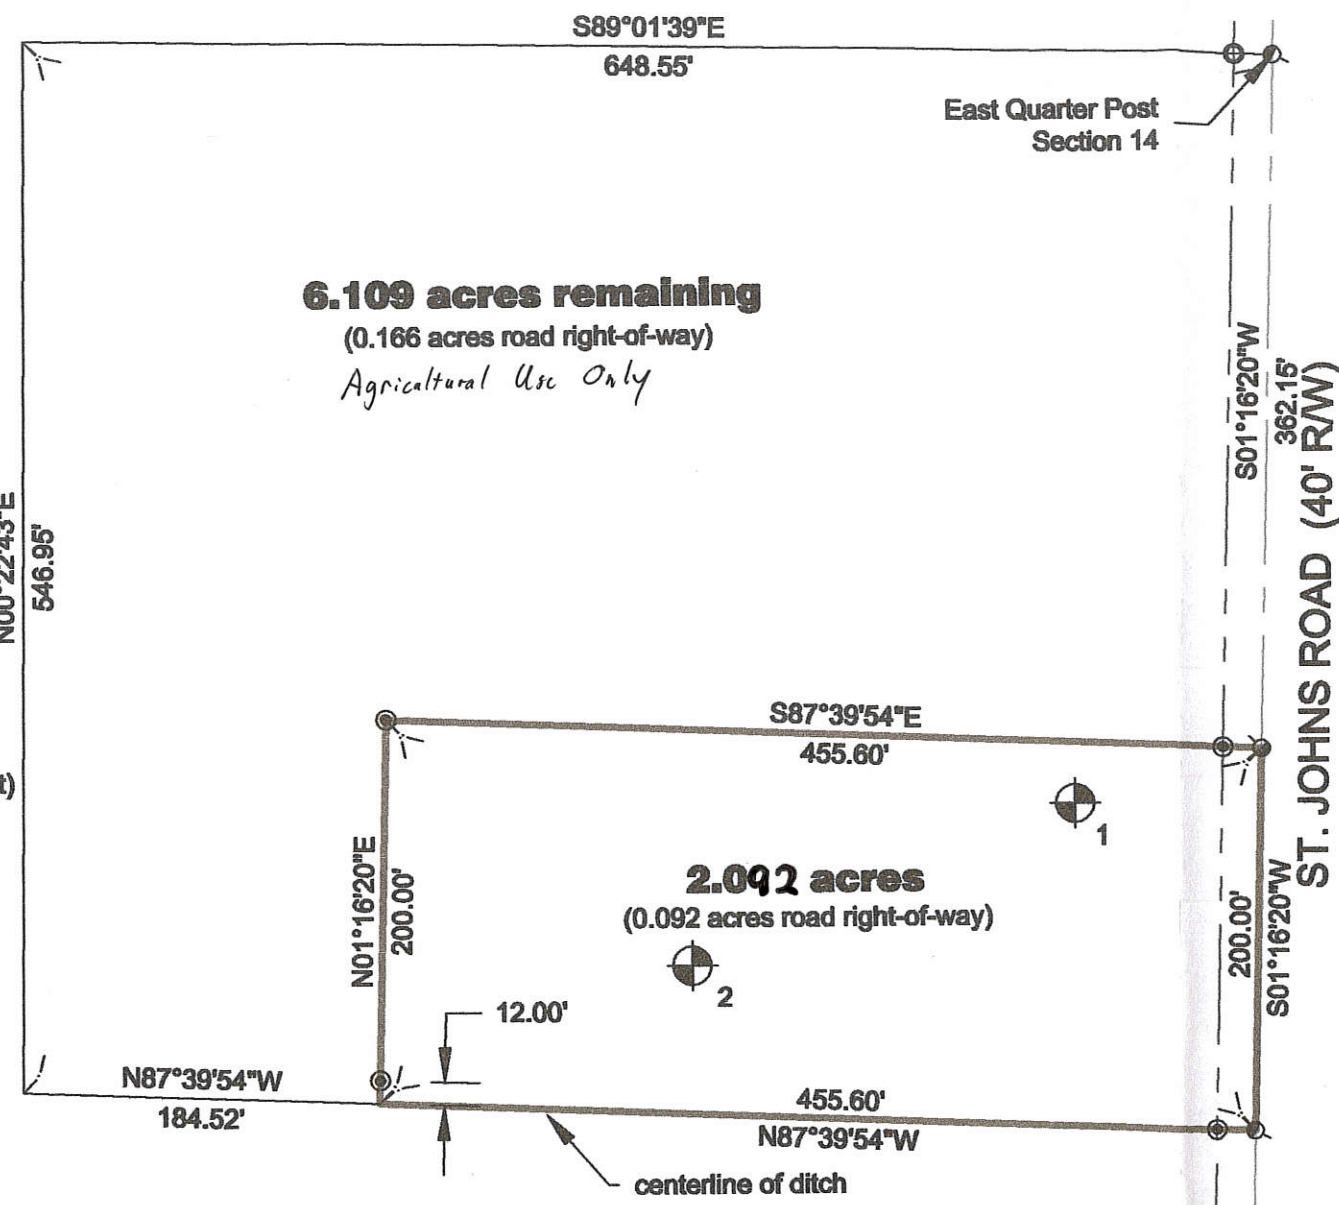 S89°01'39"E
648.55'
East Quarter Post
Section 14
6.109 acres remaining
(0.166 acres road right-of-way)
Agricaltural Use Only
S01°16'20"W
362.15'
ST. JOHNS ROAD (40' R/W)
N00°22'43"E
546.95'
S87°39'54"E
455.60'
1
N01°16'20"E
200.00'
2.092 acres
(0.092 acres road right-of-way)
2
200.00'
S01°16'20"W
12.00'
N87°39'54"W
184.52'
455.60'
N87°39'54"W
centerline of ditch